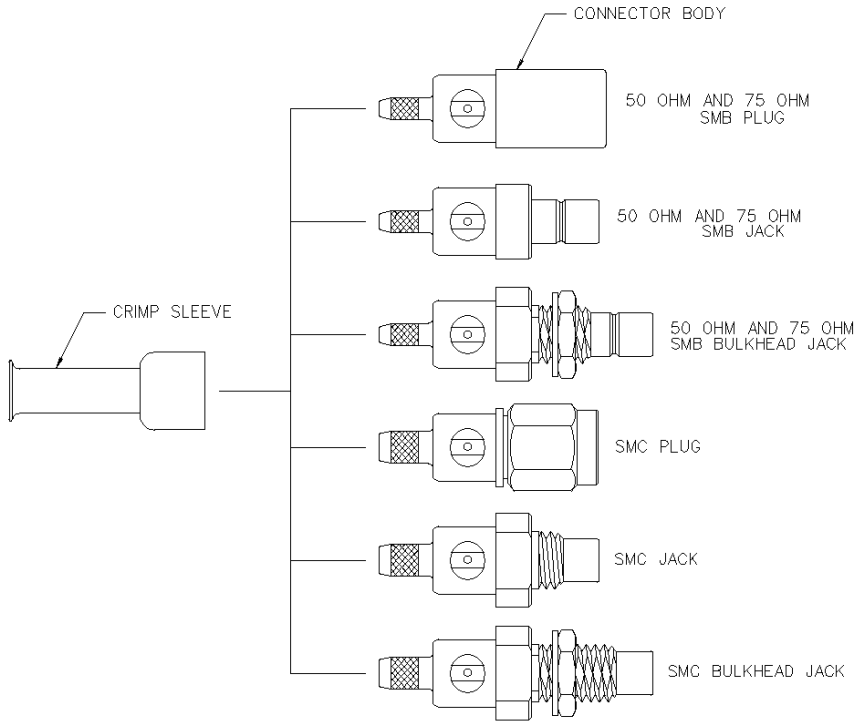 CONNECTOR BODY
50 OHM AND 75 OHM
SMB PLUG
50 OHM AND 75 OHM
SMB JACK
CRIMP SLEEVE
50 OHM AND 75 OHM
SMB BULKHEAD JACK
SMC PLUG
SMC JACK
SMC BULKHEAD JACK